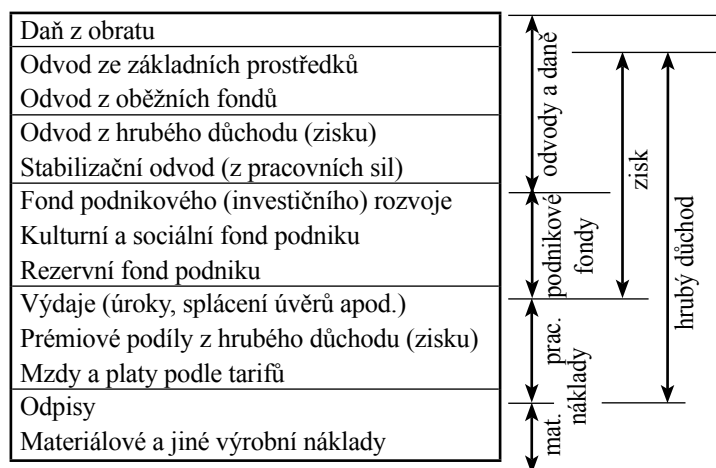 Daň z obratu
Odvod ze základních prostředků
Odvod z oběžních fondů
Odvod z hrubého důchodu (zisku)
Stabilizační odvod (z pracovních sil)
Fond podnikového (investičního) rozvoje
Kulturní a sociální fond podniku
Rezervní fond podniku
Výdaje (úroky, splácení úvěrů apod.)
Prémiové podíly z hrubého důchodu (zisku)
Mzdy a platy podle tarifů
Odpisy
Materiálové a jiné výrobní náklady
odvody a daně
podnikové
fondy
prac.
náklady
mat.
zisk
hrubý důchod